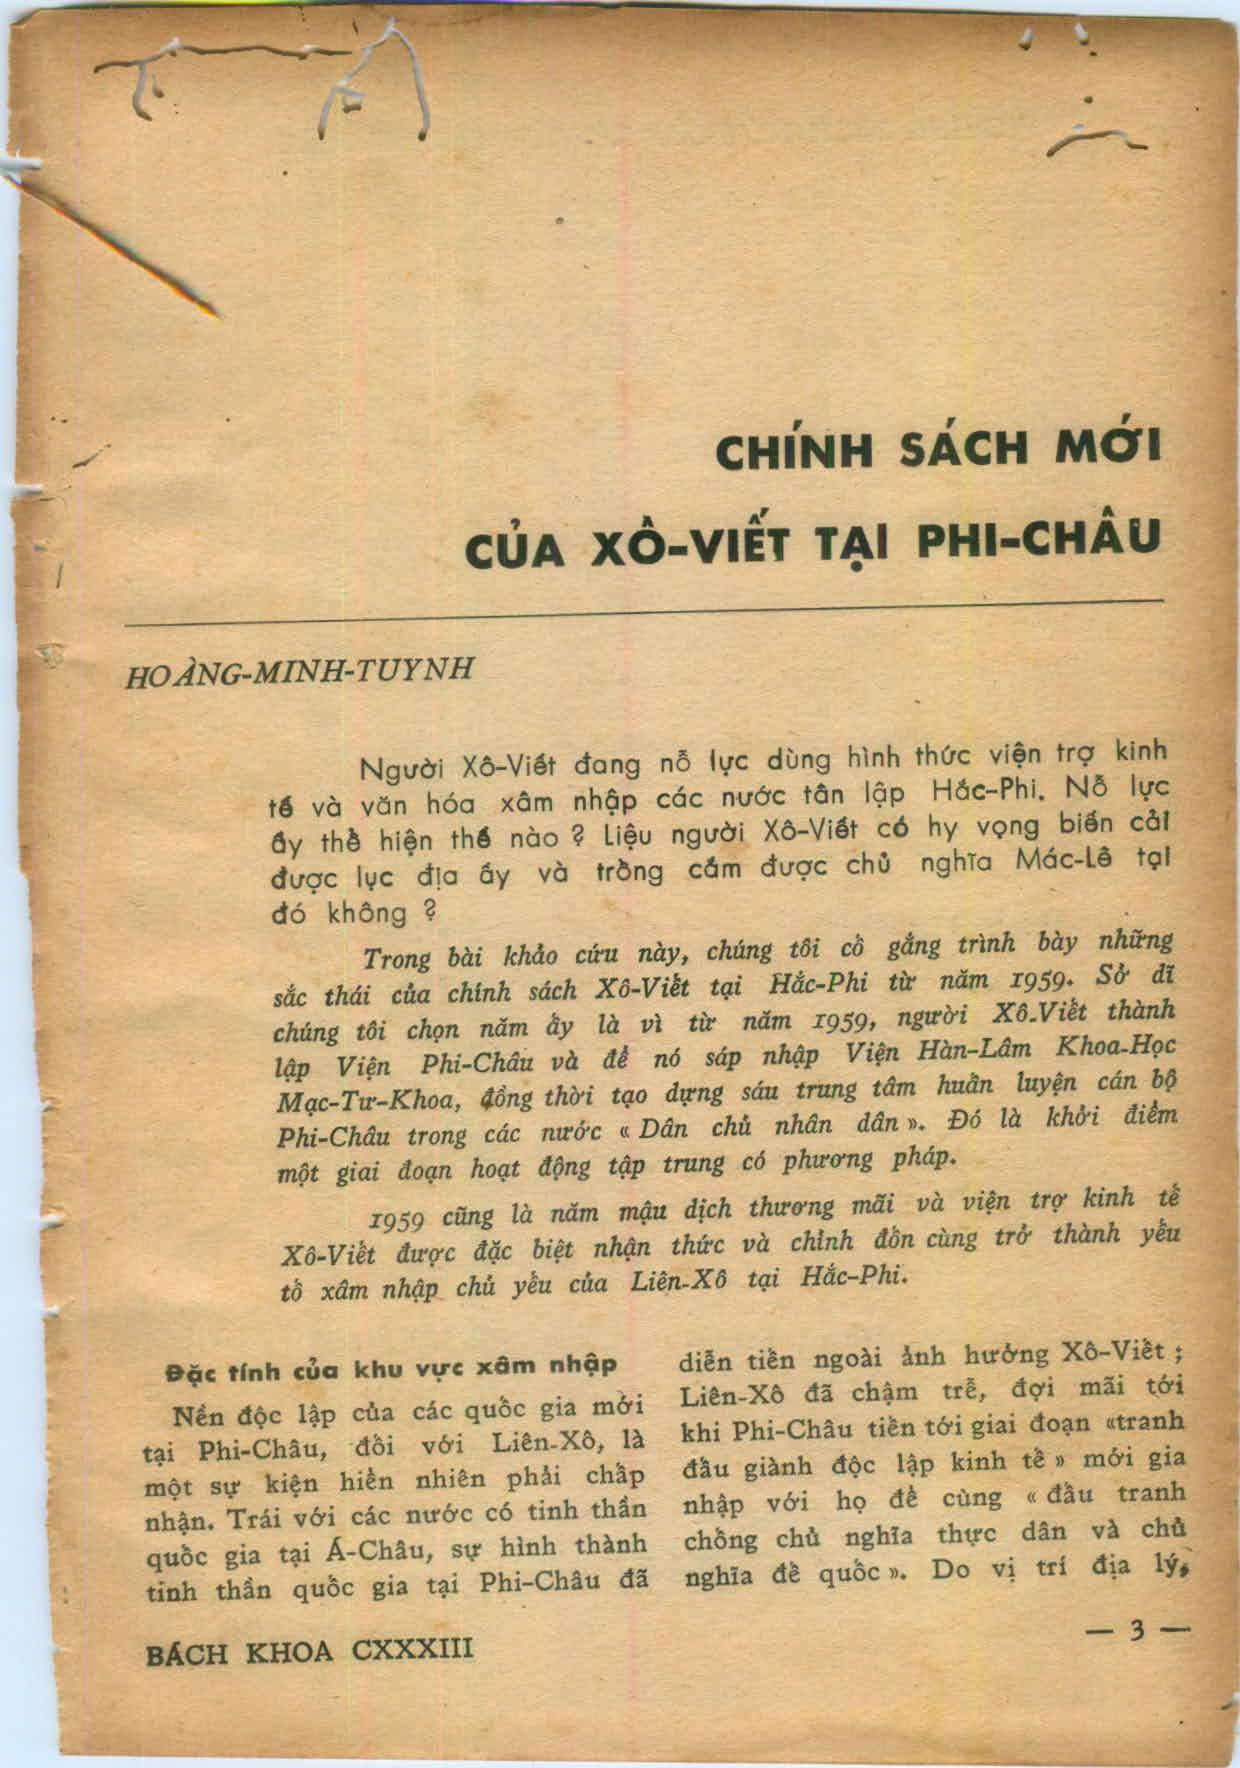 CHÍNH SÁCH MỚI
CỦA XÔ-VIẾT TẠI PHI-CHÂU
HOÀNG-MINH-TUYNH
Người Xô-Viết đang nỗ lực dùng hình thức viện trợ kinh
tế và văn hóa xâm nhập các nước tân lập Hắc-Phi. Nỗ lực
ấy thể hiện thế nào ? Liệu người Xô-Viết có hy vọng biến cải
được lục địa ấy và trồng cắm được chủ nghĩa Mác-Lê tại
đó không ?
Trong bài khảo cứu này, chúng tôi cố gắng trình bày những
sắc thái của chính sách Xô-Viết tại Hắc-Phi từ năm 1959. Sở dĩ
chúng tôi chọn năm ấy là vì từ năm 1959, người Xô-Viết thành
lập Viện Phi-Châu và để nó sáp nhập Viện Hàn-Lâm Khoa-Học
Mạc-Tư-Khoa, đồng thời tạo dựng sáu trung tâm huấn luyện cán bộ
Phi-Châu trong các nước « Dân chủ nhân dân ». Đó là khởi điểm
một giai đoạn hoạt động tập trung có phương pháp.
1959 cũng là năm mậu dịch thương mãi và viện trợ kinh tế
Xô-Viết được đặc biệt nhận thức và chỉnh đốn cùng trở thành yếu
tố xâm nhập chủ yếu của Liên-Xô tại Hắc-Phi.
Đặc tính của khu vực xâm nhập
Nền độc lập của các quốc gia mới
tại Phi-Châu, đối với Liên-Xô, là
một sự kiện hiển nhiên phải chấp
nhận. Trái với các nước có tinh thần
quốc gia tại Á-Châu, sự hình thành
tinh thần quốc gia tại Phi-Châu đã
diễn tiến ngoài ảnh hưởng Xô-Viết ;
Liên-Xô đã chậm trễ, đợi mãi tới
khi Phi-Châu tiến tới giai đoạn «tranh
đấu giành độc lập kinh tế » mới gia
nhập với họ để cùng « đấu tranh
chống chủ nghĩa thực dân và chủ
nghĩa đế quốc ». Do vị trí địa lý,
BÁCH KHOA CXXXIII
— 3 —